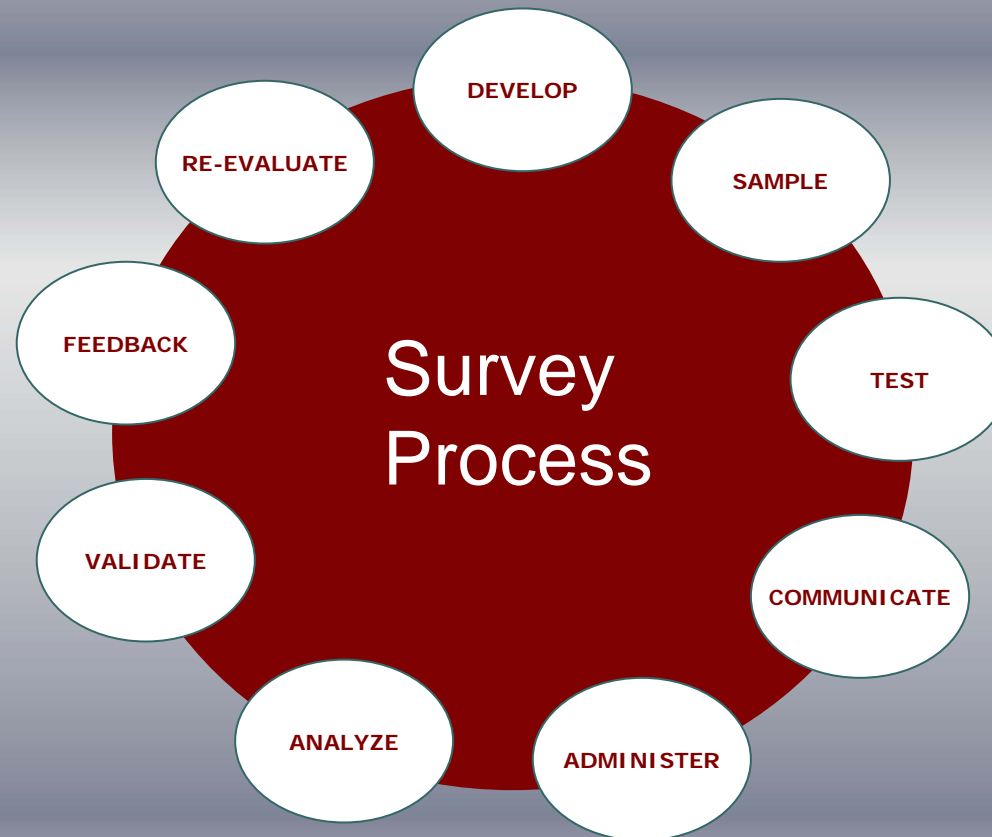 DEVELOP
SAMPLE
TEST
COMMUNICATE
ADMINISTER
ANALYZE
VALIDATE
FEEDBACK
RE-EVALUATE
Survey
Process